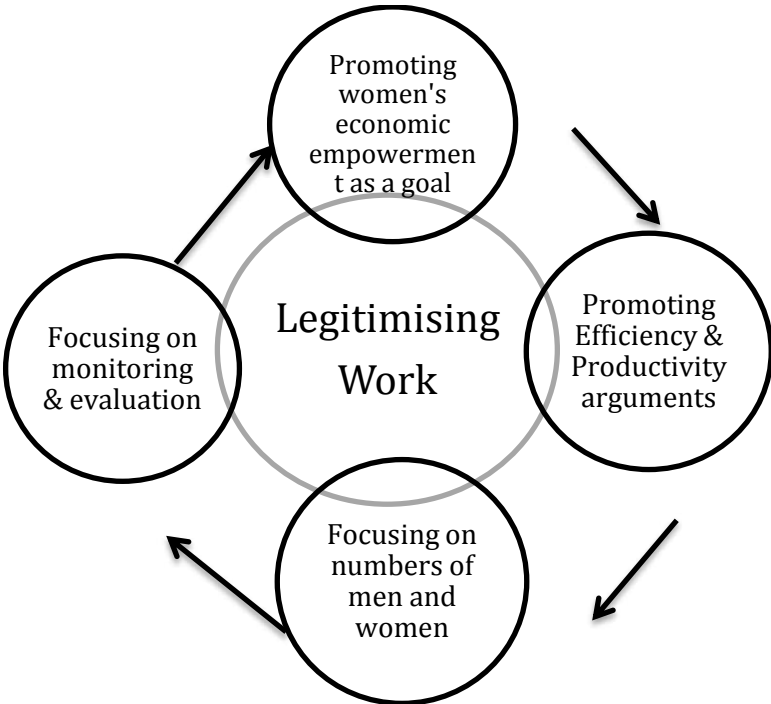 Promoting
women's
economic
empowermen
t as a goal
Promoting
Efficiency &
Productivity
arguments
Legitimising
Work
Focusing on
monitoring
& evaluation
Focusing on
numbers of
men and
women